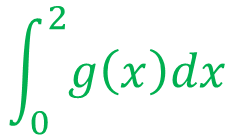 ∫₀² g(x)dx